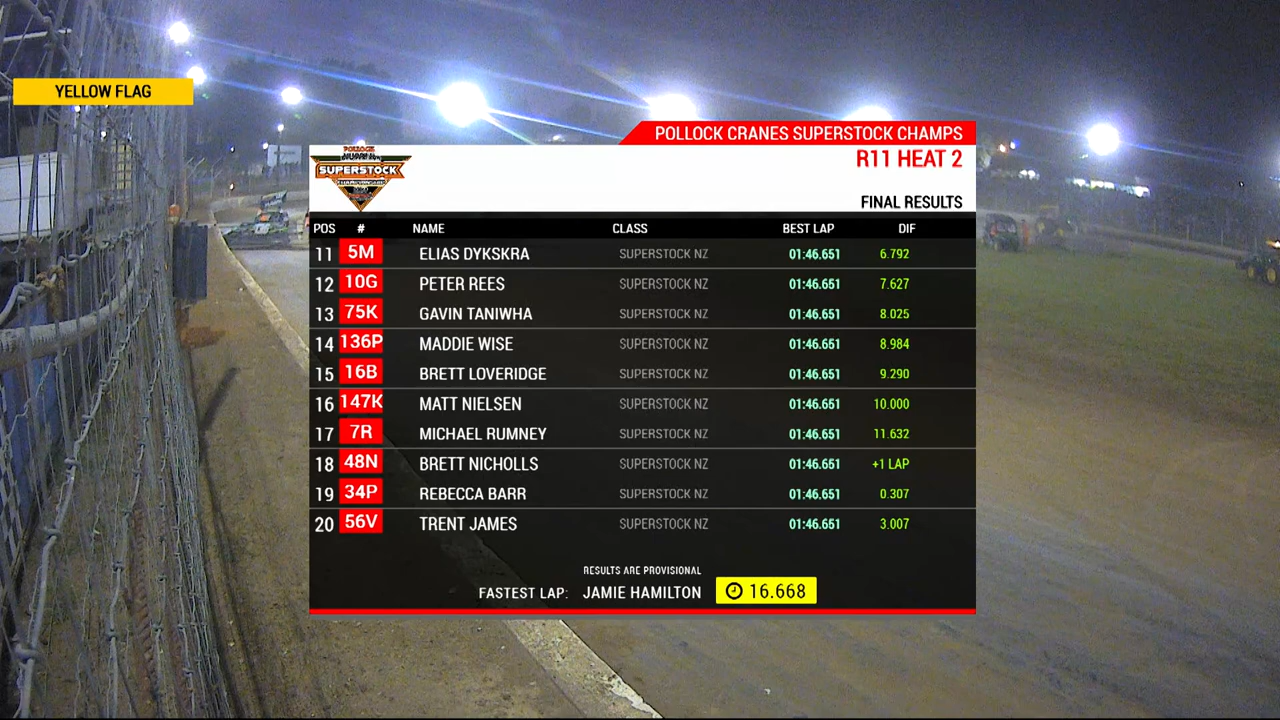 YELLOW FLAG
POLLOCK CRANES SUPERSTOCK CHAMPS
R11 HEAT 2
FINAL RESULTS
SUPERSTOCK
POS # NAME CLASS BEST LAP DIF
11 5M ELIAS DYKSKRA SUPERSTOCK NZ 01:46.651 6.792
12 10G PETER REES SUPERSTOCK NZ 01:46.651 7.627
13 75K GAVIN TANIWHA SUPERSTOCK NZ 01:46.651 8.025
14 136P MADDIE WISE SUPERSTOCK NZ 01:46.651 8.984
15 16B BRETT LOVERIDGE SUPERSTOCK NZ 01:46.651 9.290
16 147K MATT NIELSEN SUPERSTOCK NZ 01:46.651 10.000
17 7R MICHAEL RUMNEY SUPERSTOCK NZ 01:46.651 11.632
18 48N BRETT NICHOLLS SUPERSTOCK NZ 01:46.651 +1 LAP
19 34P REBECCA BARR SUPERSTOCK NZ 01:46.651 0.307
20 56V TRENT JAMES SUPERSTOCK NZ 01:46.651 3.007
RESULTS ARE PROVISIONAL
FASTEST LAP: JAMIE HAMILTON 16.668